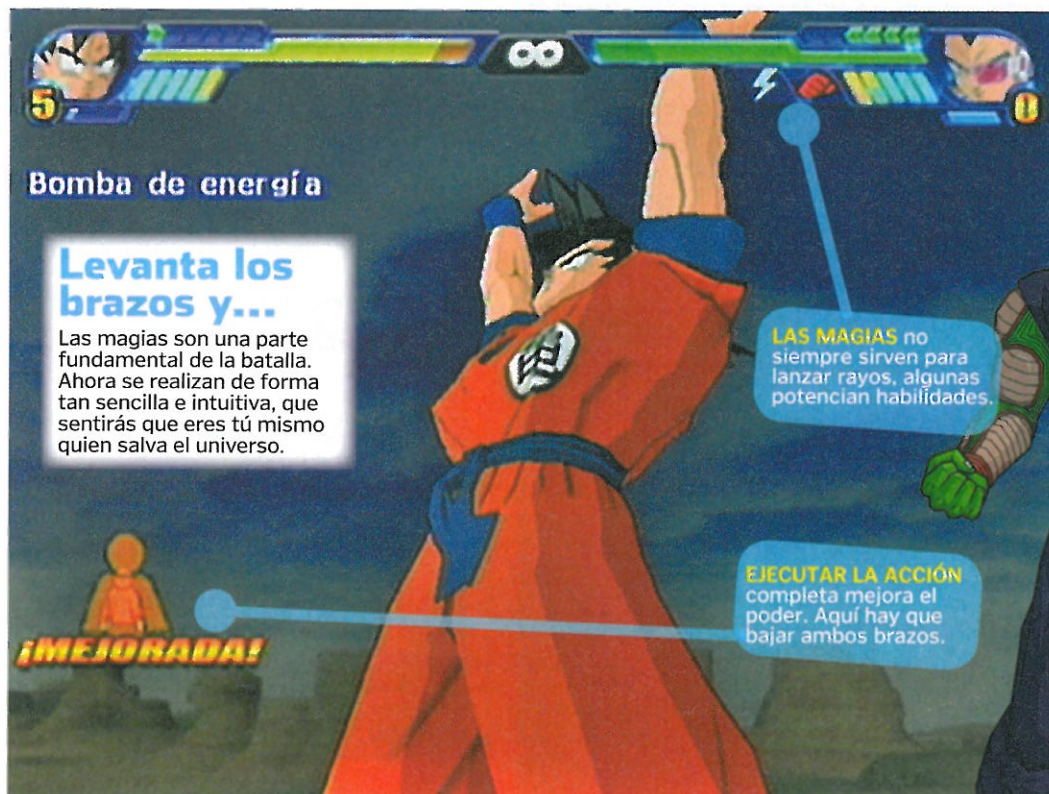 ∞
5
0
Bomba de energía
Levanta los
brazos y...
Las magias son una parte
fundamental de la batalla.
Ahora se realizan de forma
tan sencilla e intuitiva, que
sentirás que eres tú mismo
quien salva el universo.
LAS MAGIAS no
siempre sirven para
lanzar rayos, algunas
potencian habilidades.
EJECUTAR LA ACCIÓN
completa mejora el
poder. Aquí hay que
bajar ambos brazos.
¡MEJORADA!